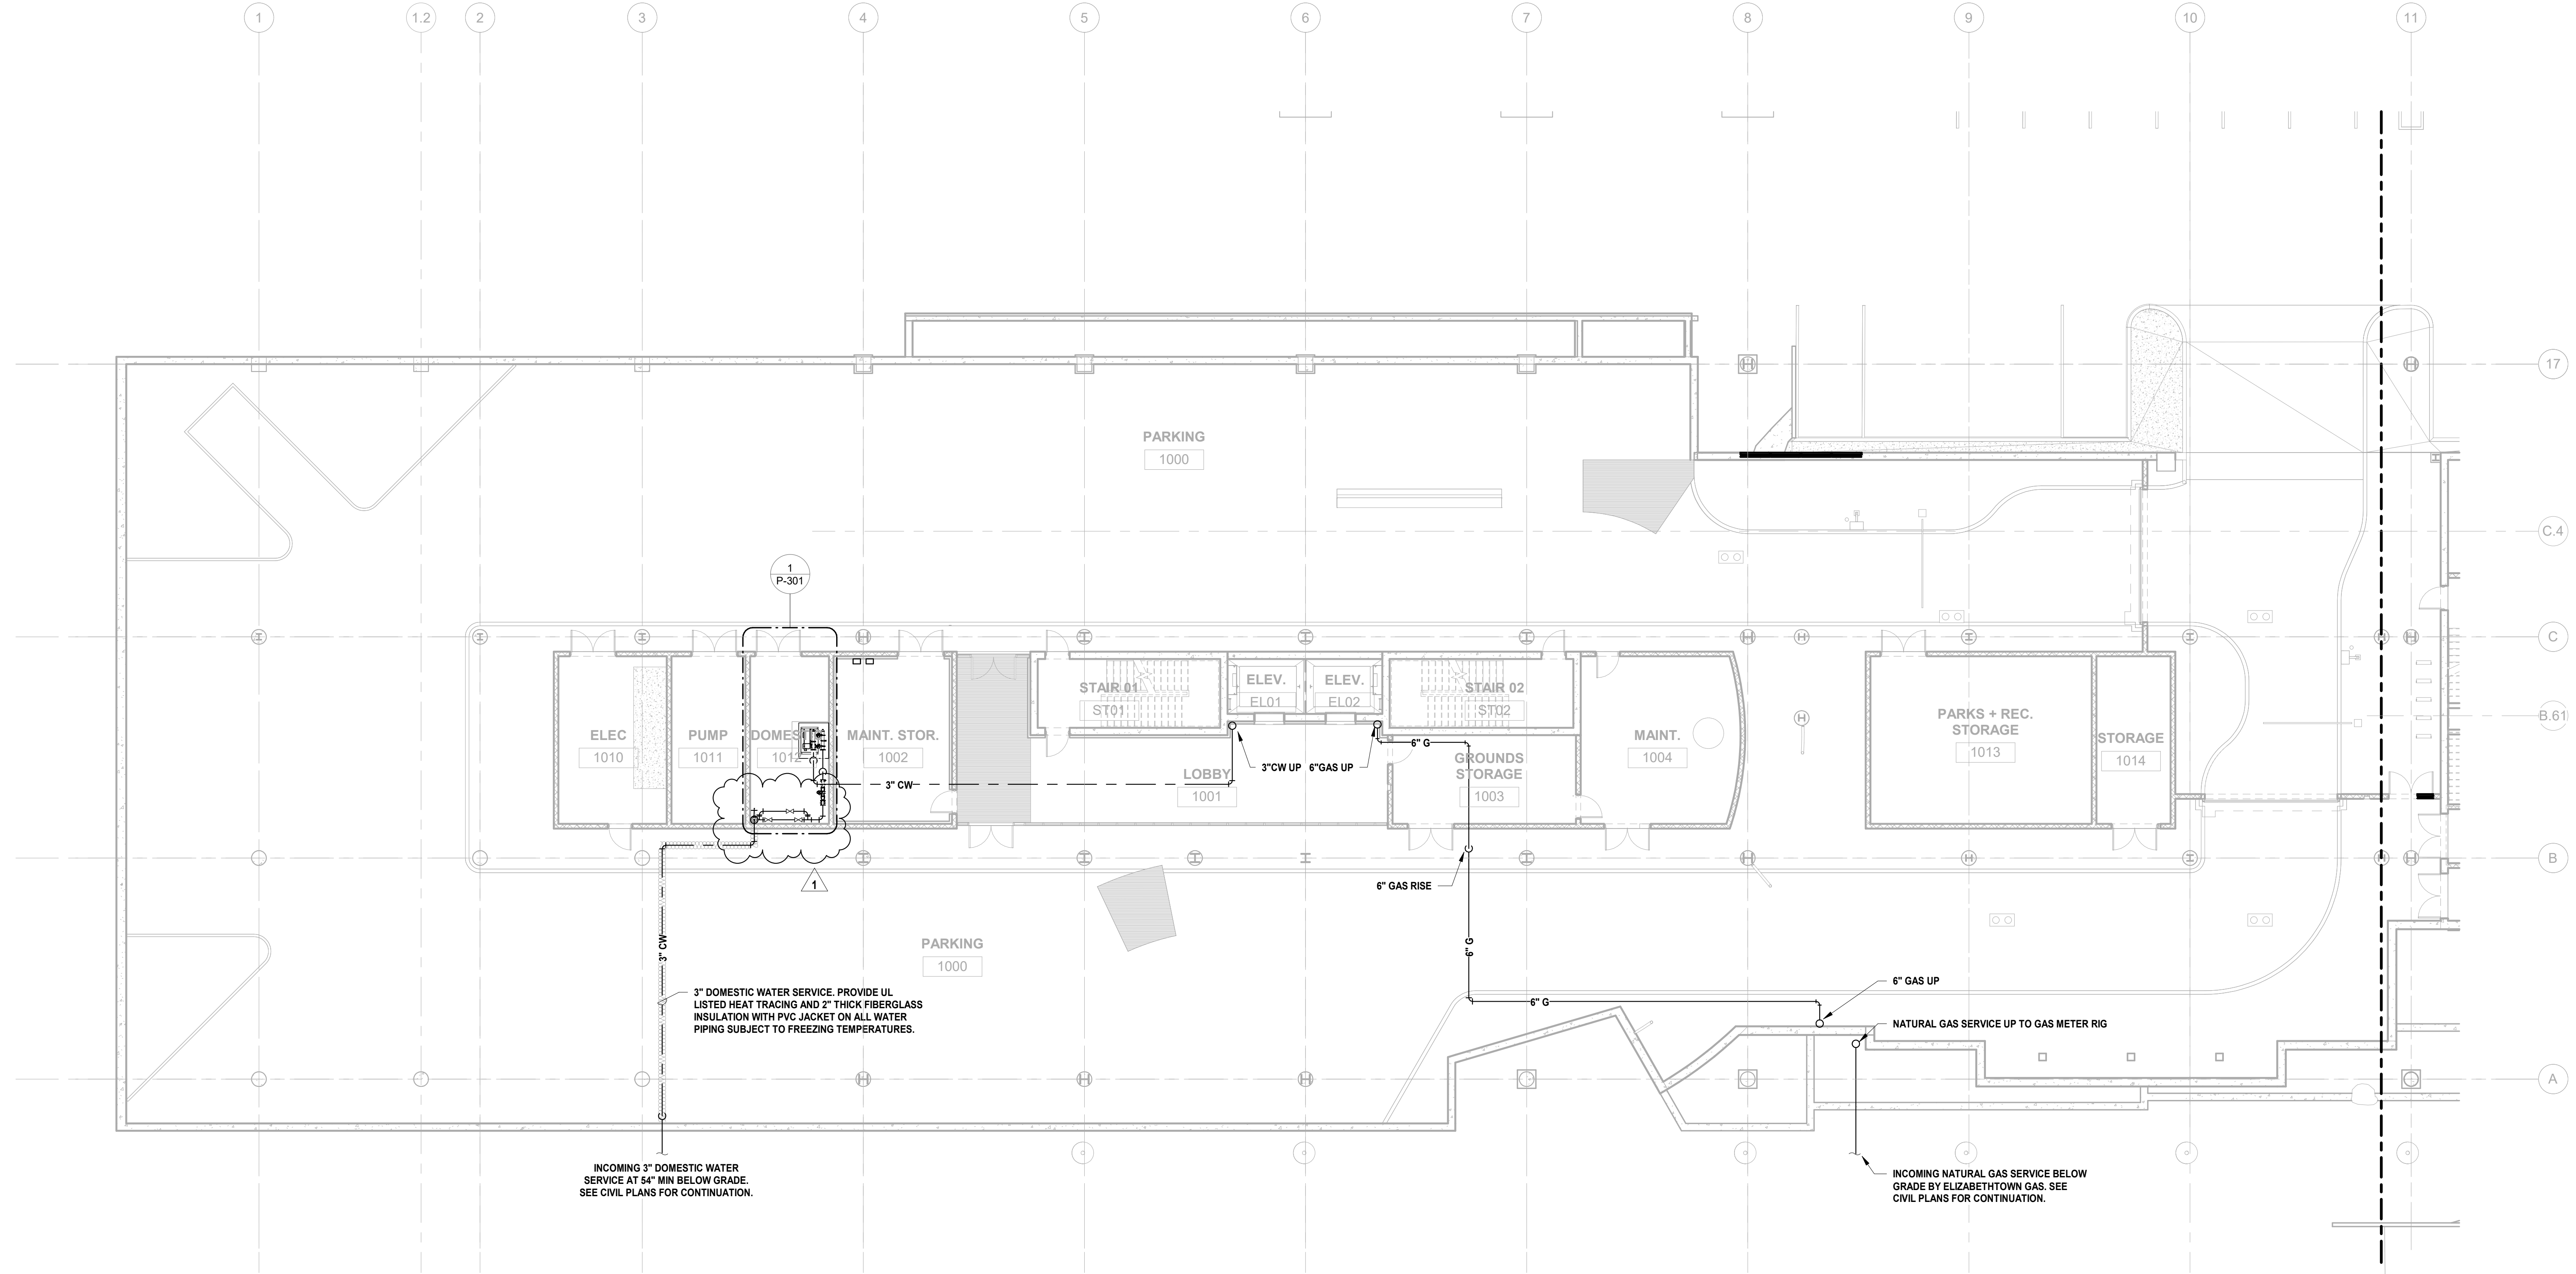 1
1.2
2
3
4
5
6
7
8
9
10
11
17
PARKING
1000
C.4
1
P-301
C
ELEV.
EL01
ELEV.
EL02
STAIR 01
ST01
STAIR 02
ST02
B.61
ELEC
1010
PUMP
1011
1012
MAINT. STOR.
1002
3" CW
3"CW UP
6"GAS UP
6" G
LOBBY
1001
GROUNDS
STORAGE
1003
MAINT.
1004
PARKS + REC.
STORAGE
1013
STORAGE
1014
B
1
6" GAS RISE
3" CW
6" G
PARKING
1000
3" DOMESTIC WATER SERVICE. PROVIDE UL
LISTED HEAT TRACING AND 2" THICK FIBERGLASS
INSULATION WITH PVC JACKET ON ALL WATER
PIPING SUBJECT TO FREEZING TEMPERATURES.
6" G
6" GAS UP
NATURAL GAS SERVICE UP TO GAS METER RIG
A
INCOMING 3" DOMESTIC WATER
SERVICE AT 54" MIN BELOW GRADE.
SEE CIVIL PLANS FOR CONTINUATION.
INCOMING NATURAL GAS SERVICE BELOW
GRADE BY ELIZABETHTOWN GAS. SEE
CIVIL PLANS FOR CONTINUATION.